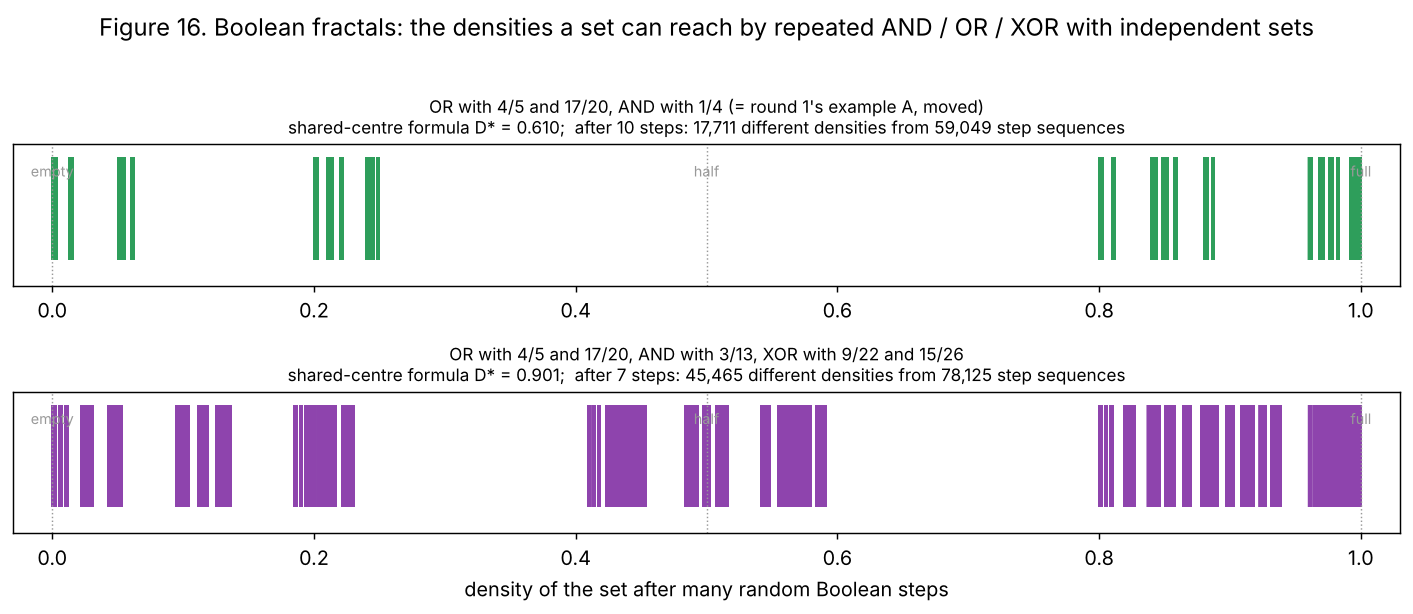 Figure 16. Boolean fractals: the densities a set can reach by repeated AND / OR / XOR with independent sets
OR with 4/5 and 17/20, AND with 1/4 (= round 1's example A, moved)
shared-centre formula D* = 0.610;  after 10 steps: 17,711 different densities from 59,049 step sequences
empty half full
0.0 0.2 0.4 0.6 0.8 1.0
OR with 4/5 and 17/20, AND with 3/13, XOR with 9/22 and 15/26
shared-centre formula D* = 0.901;  after 7 steps: 45,465 different densities from 78,125 step sequences
empty half full
0.0 0.2 0.4 0.6 0.8 1.0
density of the set after many random Boolean steps